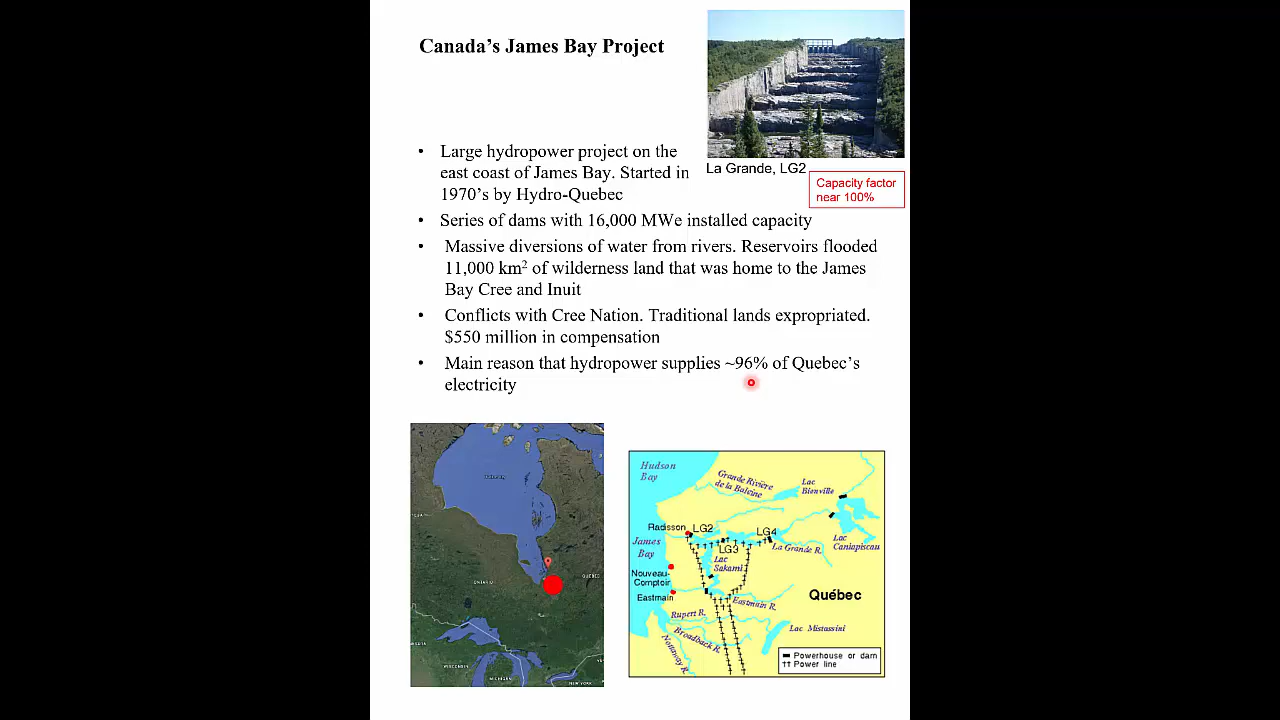 Canada's James Bay Project
La Grande, LG2
Capacity factor
near 100%
• Large hydropower project on the
east coast of James Bay. Started in
1970's by Hydro-Quebec
• Series of dams with 16,000 MWe installed capacity
• Massive diversions of water from rivers. Reservoirs flooded
11,000 km² of wilderness land that was home to the James
Bay Cree and Inuit
• Conflicts with Cree Nation. Traditional lands expropriated.
$550 million in compensation
• Main reason that hydropower supplies ~96% of Quebec's
electricity
ONTARIO
QUEBEC
WISCONSIN
MICHIGAN
NEW YORK
Hudson
Bay
Grande Rivière
de la Baleine
Lac
Bienville
Radisson
LG2
LG3
LG4
La Grande R.
Lac
Caniapiscau
James
Bay
Lac
Sakami
Nouveau-
Comptoir
Eastmain
Eastmain R.
Québec
Rupert R.
Broadback R.
Nottaway R.
Lac Mistassini
Powerhouse or dam
Power line